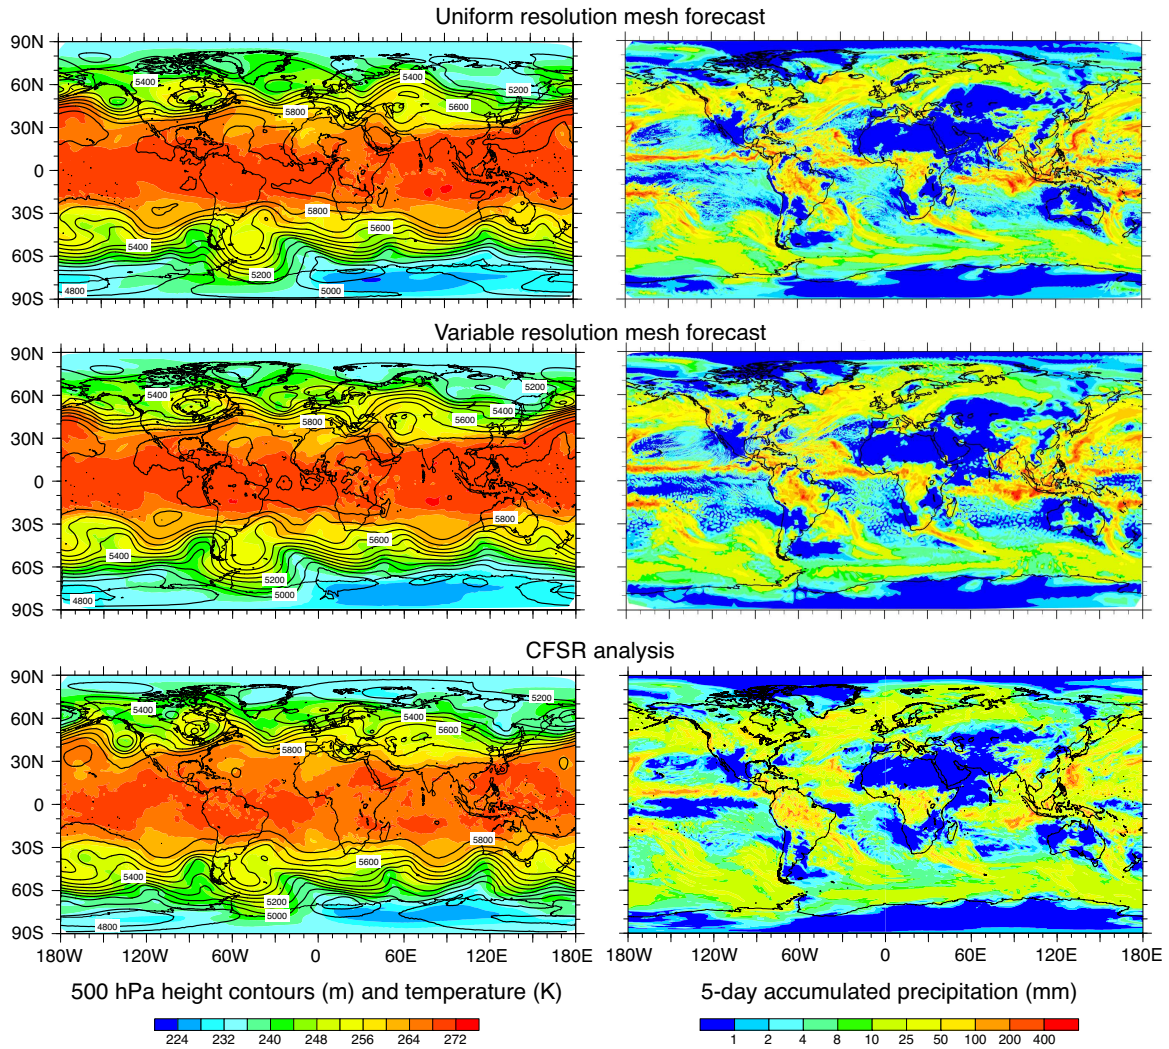 Uniform resolution mesh forecast
90N
60N
30N
0
30S
60S
90S
5400
5400
5200
5600
5800
5800
5600
5400
5200
5000
4800
Variable resolution mesh forecast
90N
60N
30N
0
30S
60S
90S
5200
5400
5400
5600
5800
5800
5600
5400
5200
5000
4800
CFSR analysis
90N
60N
30N
0
30S
60S
90S
5200
5400
5400
5600
5800
5800
5600
5400
5200
5000
4800
180W 120W 60W 0 60E 120E 180E
180W 120W 60W 0 60E 120E 180E
500 hPa height contours (m) and temperature (K)
5-day accumulated precipitation (mm)
224 232 240 248 256 264 272
1 2 4 8 10 25 50 100 200 400